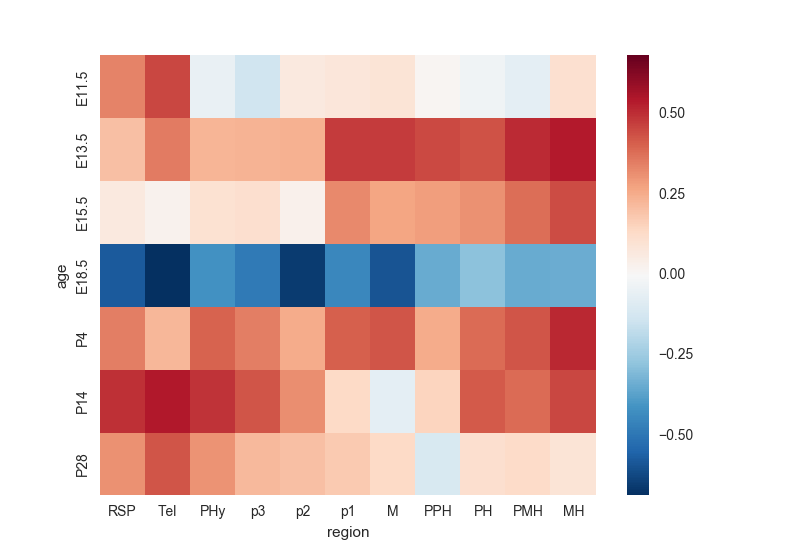 E11.5
E13.5
E15.5
E18.5
P4
P14
P28
age
RSP Tel PHy p3 p2 p1 M PPH PH PMH MH
region
0.50
0.25
0.00
−0.25
−0.50